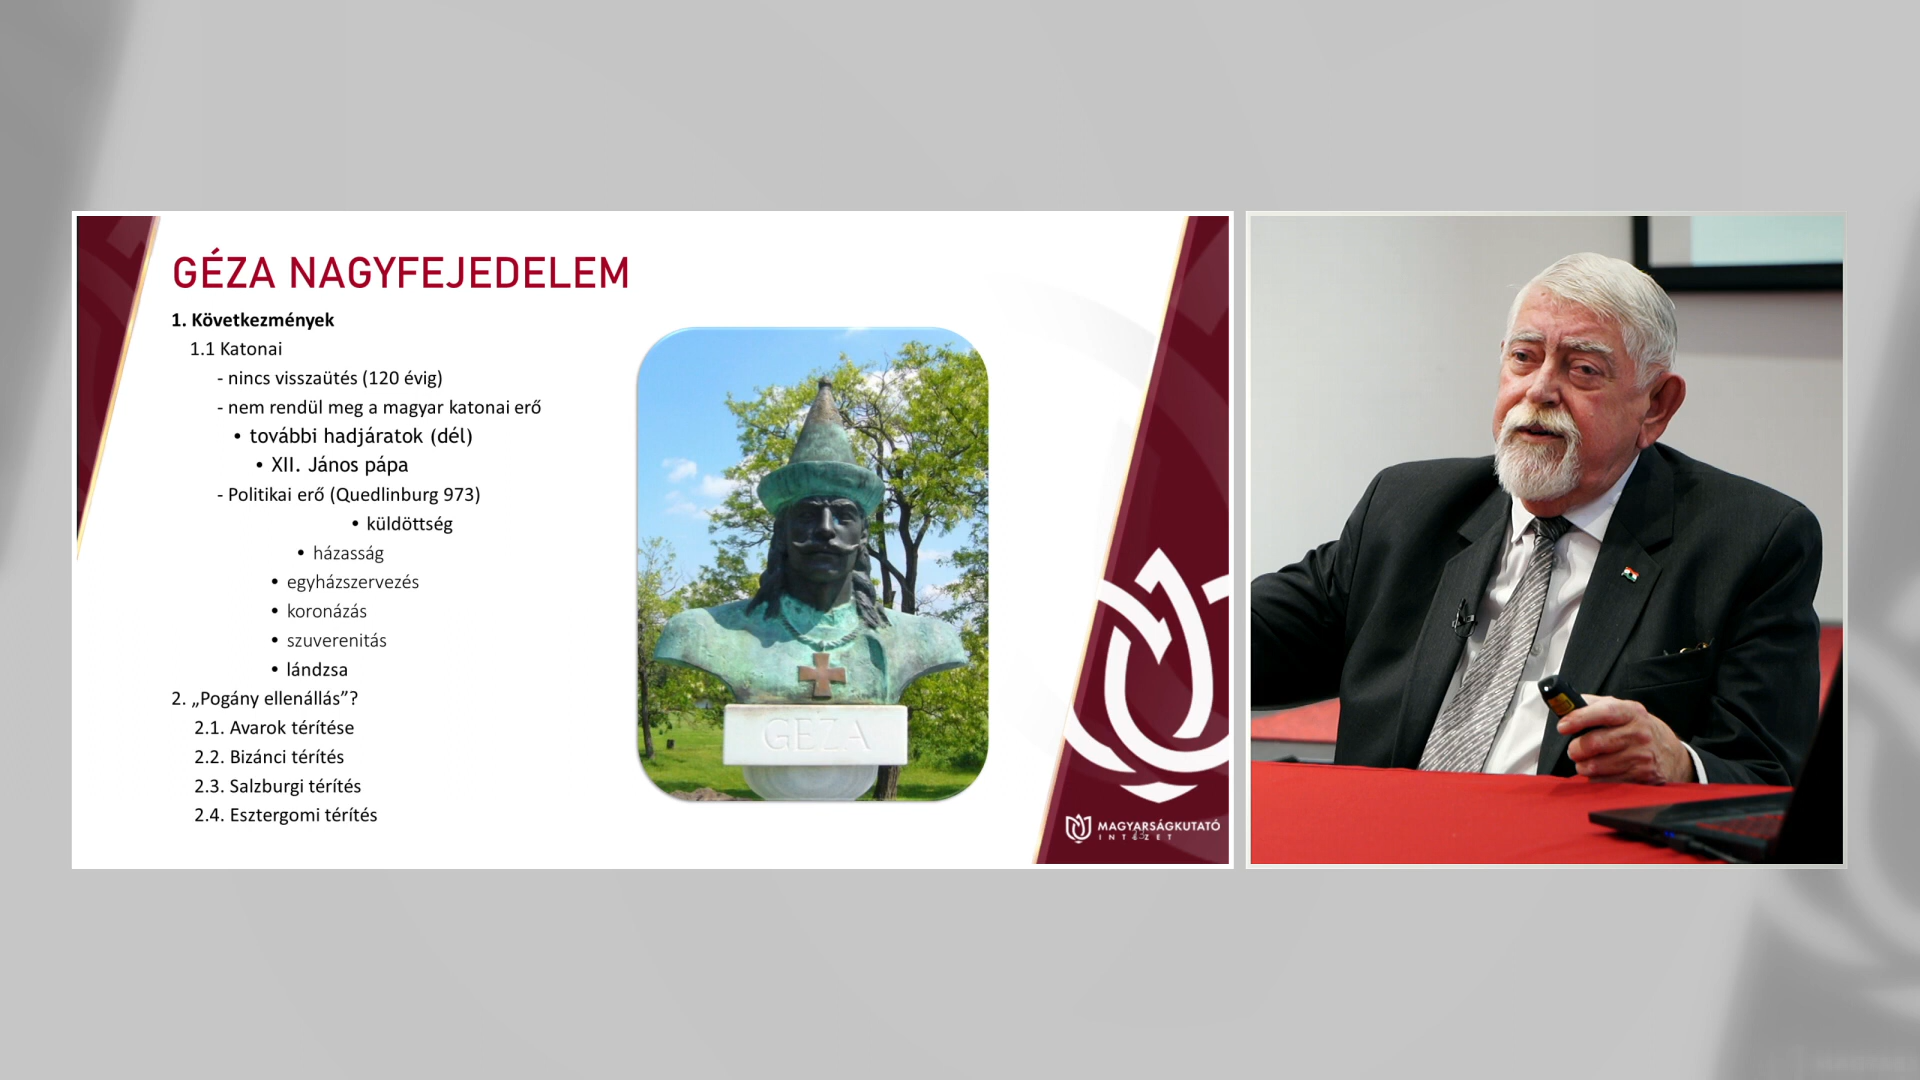 GÉZA NAGYFEJEDELEM
1. Következmények
1.1 Katonai
- nincs visszaütés (120 évig)
- nem rendül meg a magyar katonai erő
• további hadjáratok (dél)
• XII. János pápa
- Politikai erő (Quedlinburg 973)
• küldöttség
• házasság
• egyházszervezés
• koronázás
• szuverenitás
• lándzsa
2. „Pogány ellenállás”?
2.1. Avarok térítése
2.2. Bizánci térítés
2.3. Salzburgi térítés
2.4. Esztergomi térítés
GÉZA
MAGYARSÁGKUTATÓ
INTÉZET